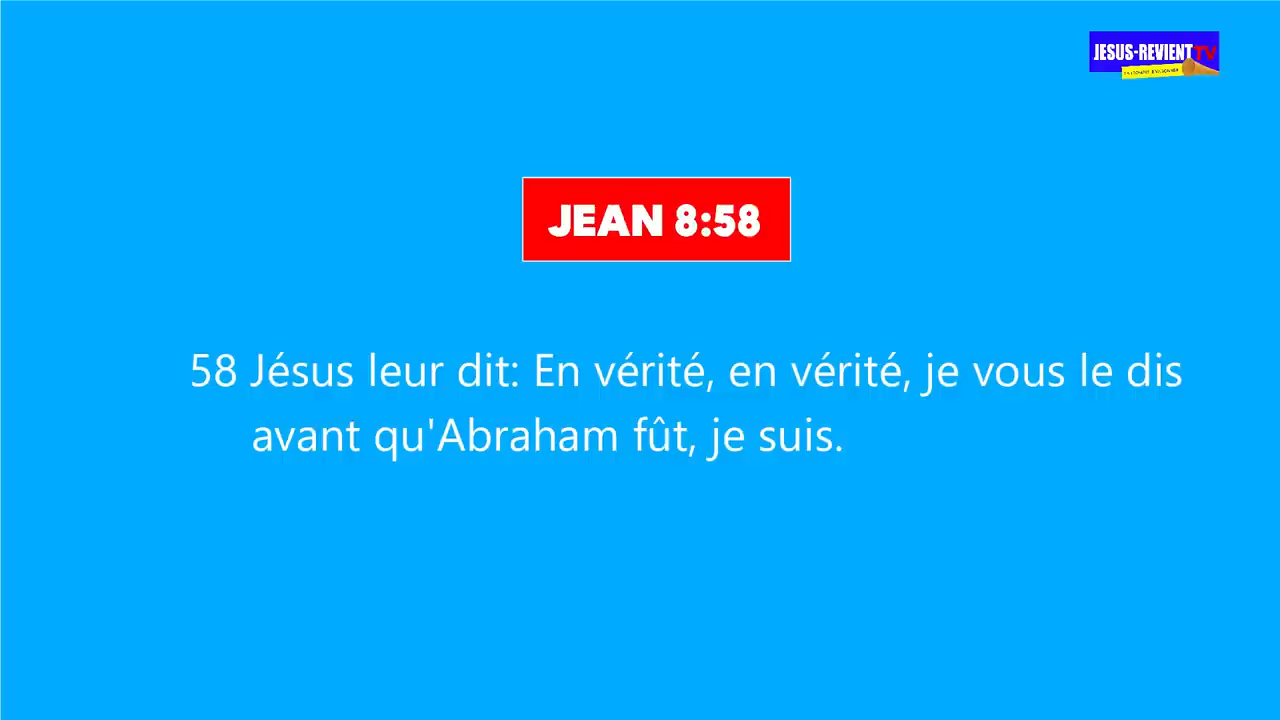 JESUS-REVIENT TV
JEAN 8:58
58 Jésus leur dit: En vérité, en vérité, je vous le dis
avant qu'Abraham fût, je suis.